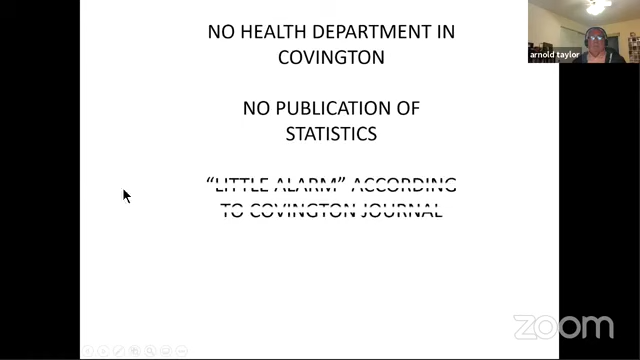 NO HEALTH DEPARTMENT IN
COVINGTON
NO PUBLICATION OF
STATISTICS
“LITTLE ALARM” ACCORDING
TO COVINGTON JOURNAL
arnold taylor
zoom